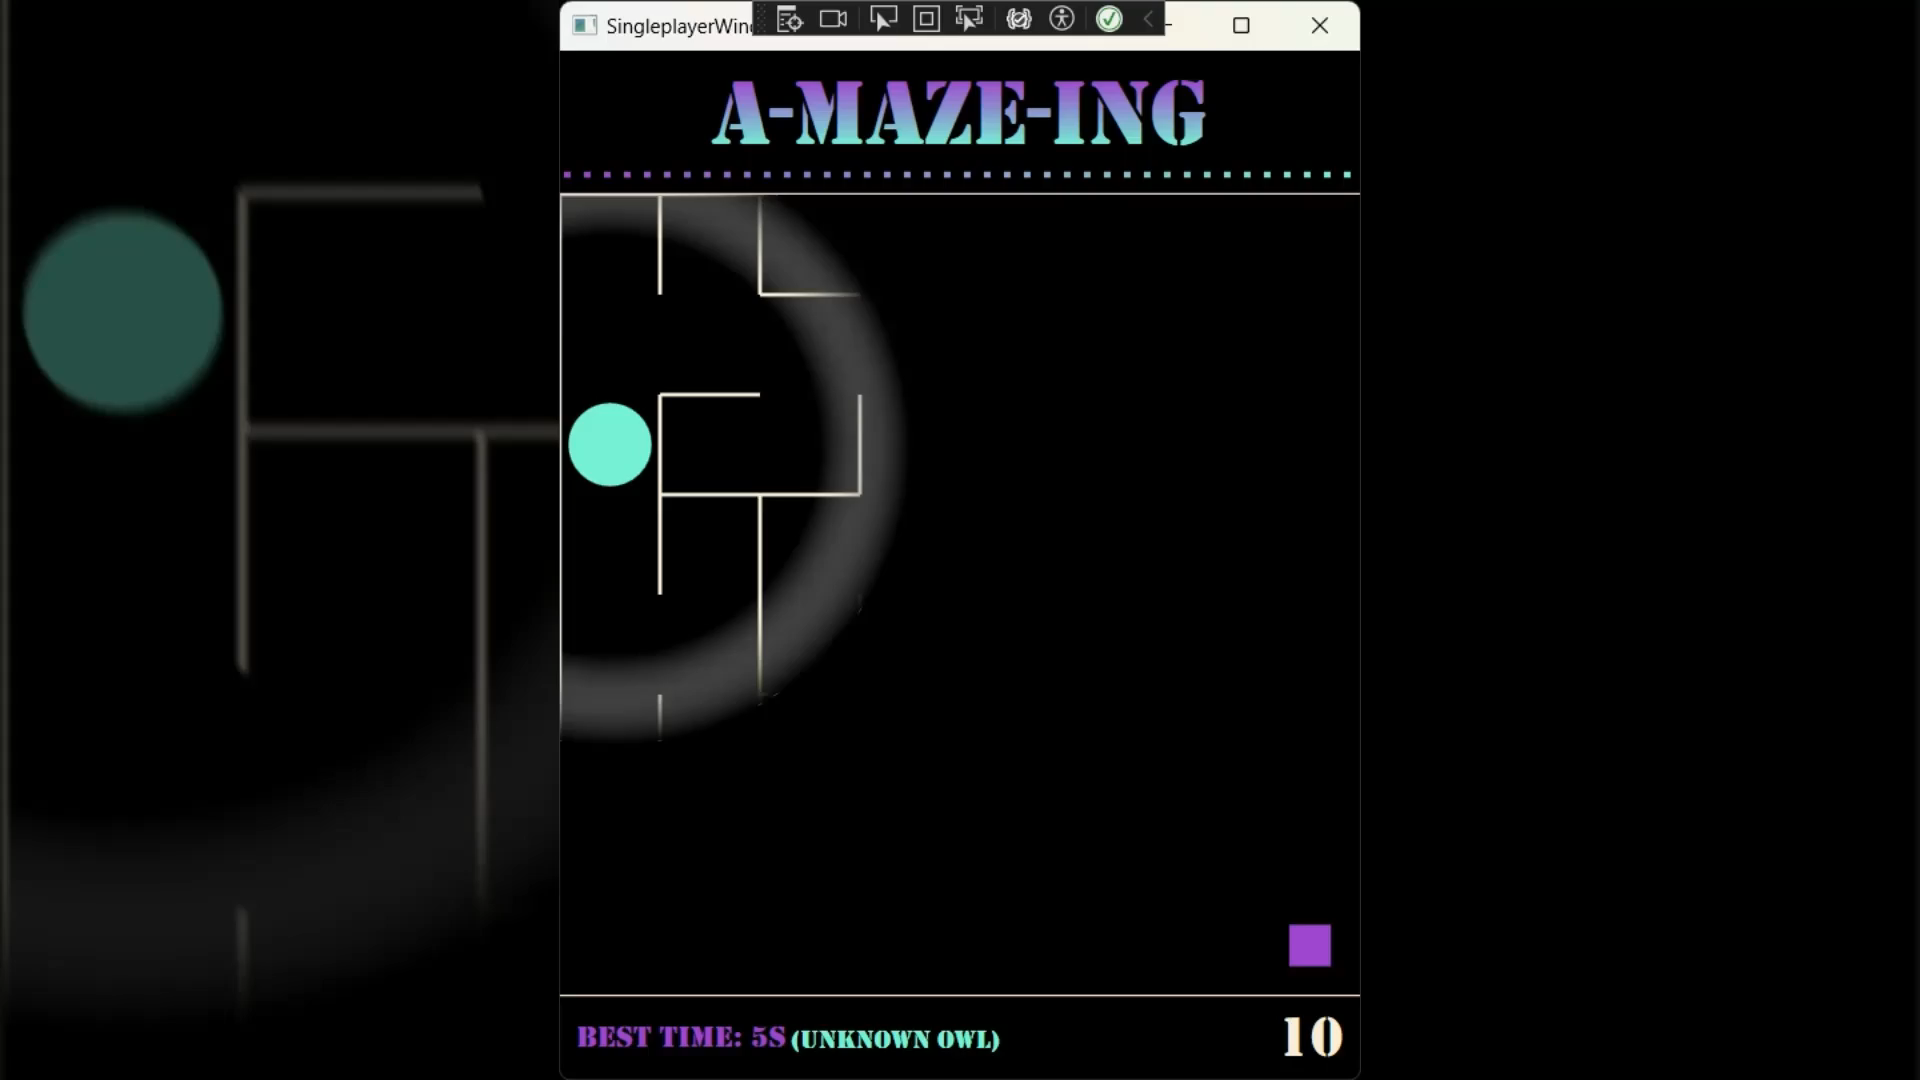 SingleplayerWin
A-MAZE-ING
BEST TIME: 5S (UNKNOWN OWL)
10